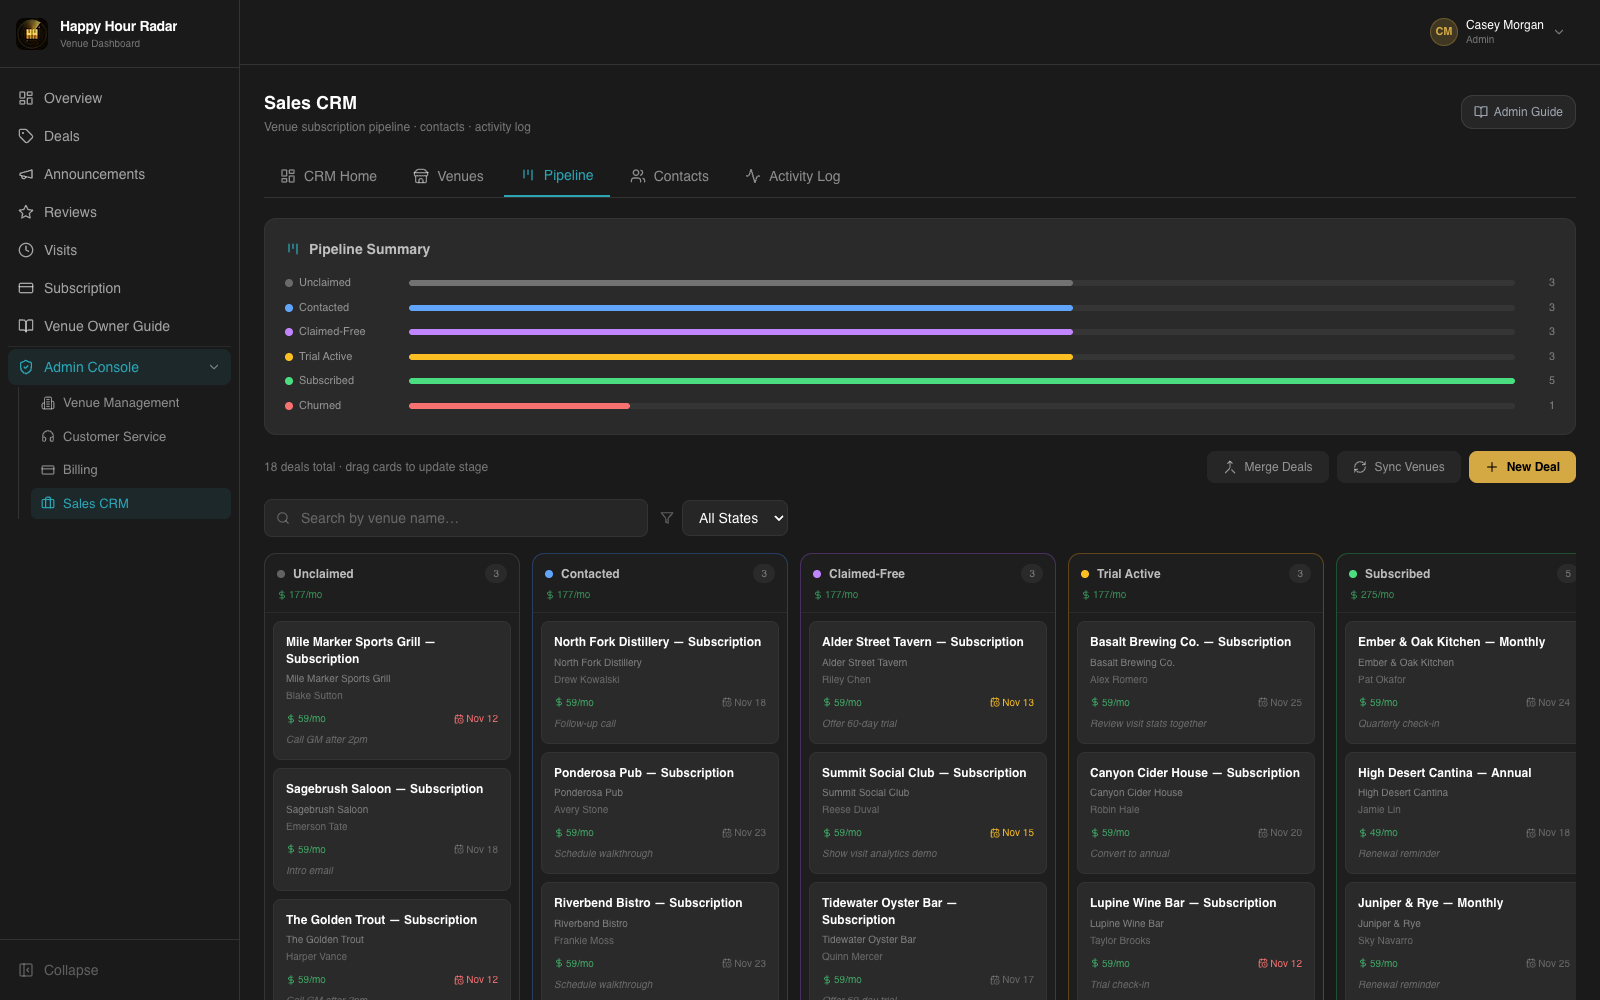 Happy Hour Radar
Venue Dashboard
CM
Casey Morgan
Admin
Overview
Deals
Announcements
Reviews
Visits
Subscription
Venue Owner Guide
Admin Console
Venue Management
Customer Service
Billing
Sales CRM
Collapse
Sales CRM
Venue subscription pipeline · contacts · activity log
Admin Guide
CRM Home
Venues
Pipeline
Contacts
Activity Log
Pipeline Summary
Unclaimed 3
Contacted 3
Claimed-Free 3
Trial Active 3
Subscribed 5
Churned 1
18 deals total · drag cards to update stage
Merge Deals
Sync Venues
New Deal
Search by venue name...
All States
Unclaimed 3
$ 177/mo
Mile Marker Sports Grill —
Subscription
Mile Marker Sports Grill
Blake Sutton
$ 59/mo Nov 12
Call GM after 2pm
Sagebrush Saloon — Subscription
Sagebrush Saloon
Emerson Tate
$ 59/mo Nov 18
Intro email
The Golden Trout — Subscription
The Golden Trout
Harper Vance
$ 59/mo Nov 12
Call GM after 2pm
Contacted 3
$ 177/mo
North Fork Distillery — Subscription
North Fork Distillery
Drew Kowalski
$ 59/mo Nov 18
Follow-up call
Ponderosa Pub — Subscription
Ponderosa Pub
Avery Stone
$ 59/mo Nov 23
Schedule walkthrough
Riverbend Bistro — Subscription
Riverbend Bistro
Frankie Moss
$ 59/mo Nov 23
Schedule walkthrough
Claimed-Free 3
$ 177/mo
Alder Street Tavern — Subscription
Alder Street Tavern
Riley Chen
$ 59/mo Nov 13
Offer 60-day trial
Summit Social Club — Subscription
Summit Social Club
Reese Duval
$ 59/mo Nov 15
Show visit analytics demo
Tidewater Oyster Bar —
Subscription
Tidewater Oyster Bar
Quinn Mercer
$ 59/mo Nov 17
Offer 60-day trial
Trial Active 3
$ 177/mo
Basalt Brewing Co. — Subscription
Basalt Brewing Co.
Alex Romero
$ 59/mo Nov 25
Review visit stats together
Canyon Cider House — Subscription
Canyon Cider House
Robin Hale
$ 59/mo Nov 20
Convert to annual
Lupine Wine Bar — Subscription
Lupine Wine Bar
Taylor Brooks
$ 59/mo Nov 12
Trial check-in
Subscribed 5
$ 275/mo
Ember & Oak Kitchen — Monthly
Ember & Oak Kitchen
Pat Okafor
$ 59/mo Nov 24
Quarterly check-in
High Desert Cantina — Annual
High Desert Cantina
Jamie Lin
$ 49/mo Nov 18
Renewal reminder
Juniper & Rye — Monthly
Juniper & Rye
Sky Navarro
$ 59/mo Nov 25
Renewal reminder